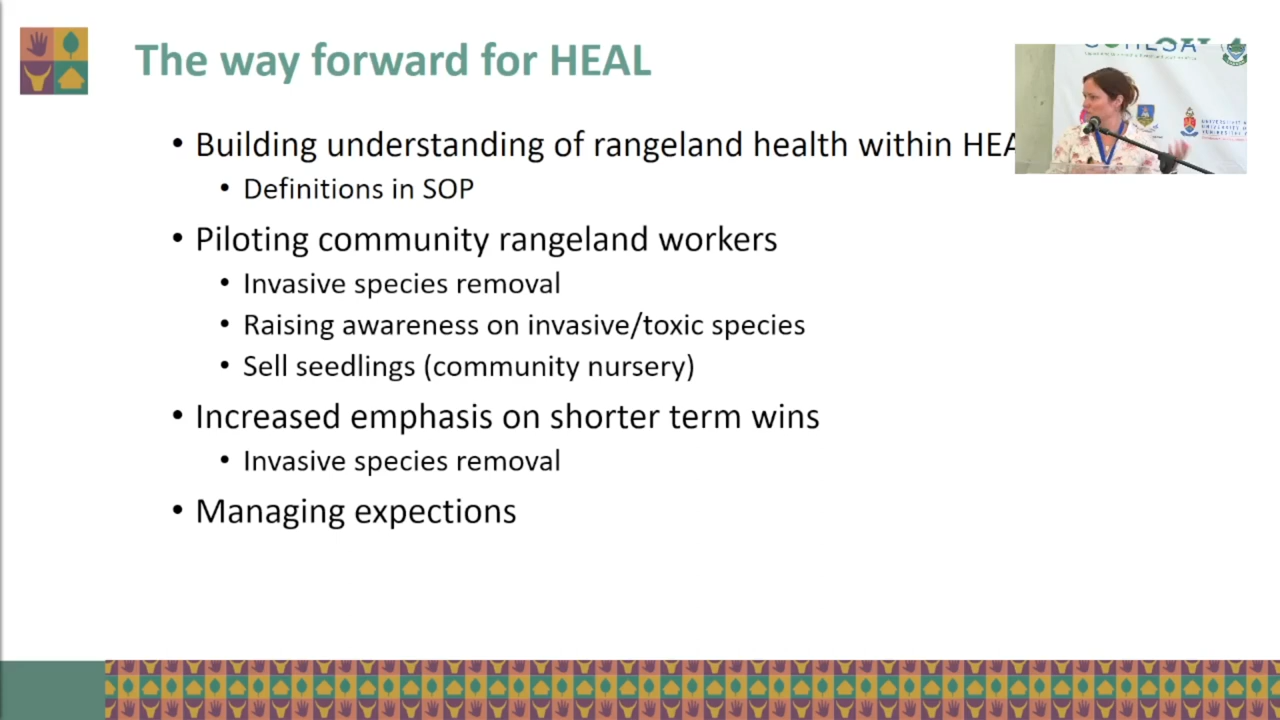 The way forward for HEAL
• Building understanding of rangeland health within HEA
• Definitions in SOP
• Piloting community rangeland workers
• Invasive species removal
• Raising awareness on invasive/toxic species
• Sell seedlings (community nursery)
• Increased emphasis on shorter term wins
• Invasive species removal
• Managing expections